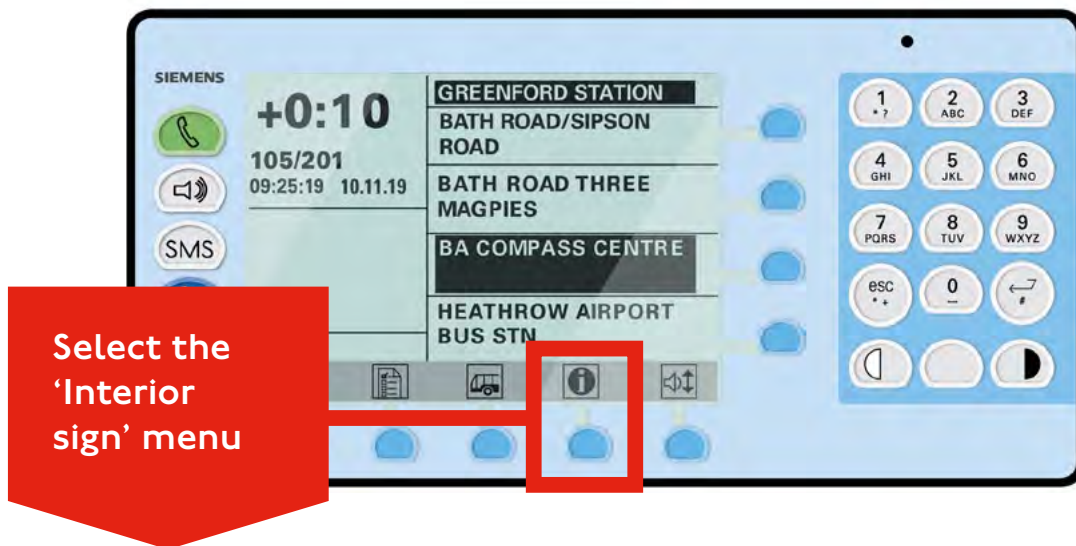 SIEMENS
+0:10
105/201
09:25:19 10.11.19
GREENFORD STATION
BATH ROAD/SIPSON
ROAD
BATH ROAD THREE
MAGPIES
BA COMPASS CENTRE
HEATHROW AIRPORT
BUS STN
SMS
1
* ?
2
ABC
3
DEF
4
GHI
5
JKL
6
MNO
7
PQRS
8
TUV
9
WXYZ
esc
* +
0
_
#
Select the
‘Interior
sign’ menu